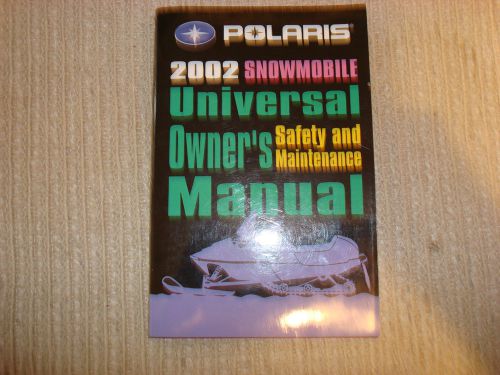 POLARIS®
2002 SNOWMOBILE
Universal
Owner's Safety and Maintenance
Manual